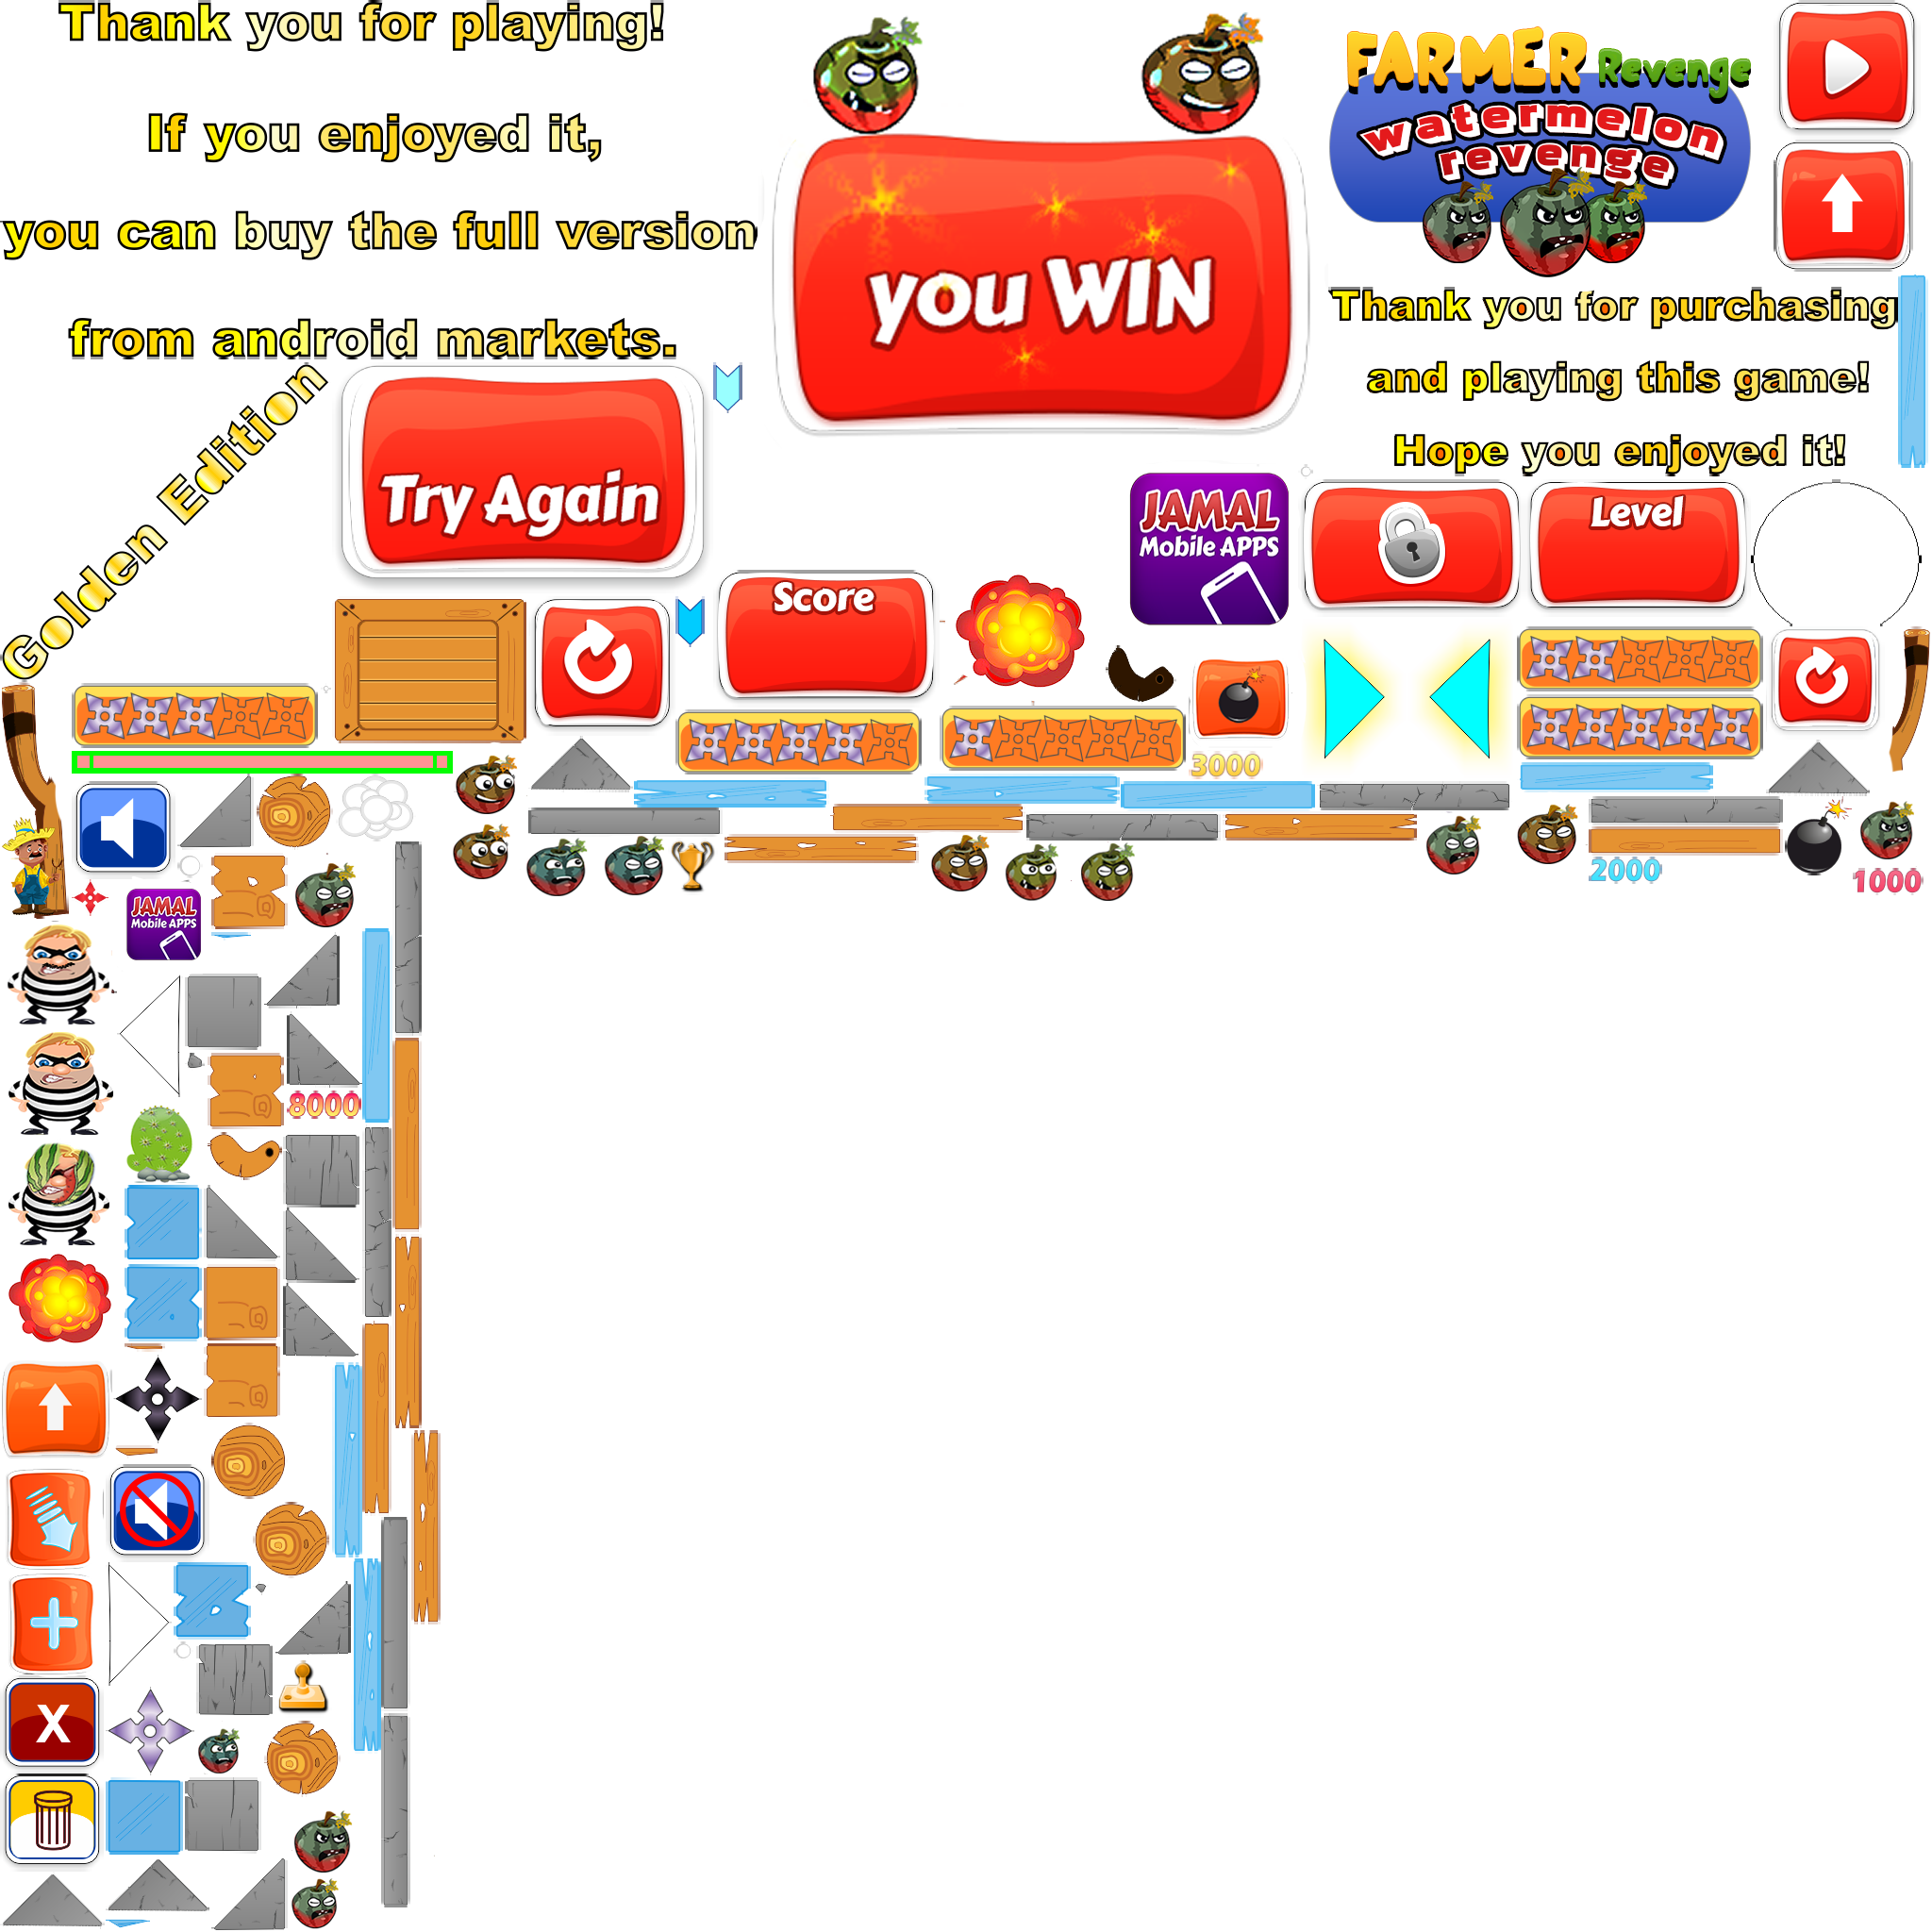 Thank you for playing!
If you enjoyed it,
you can buy the full version
from android markets.
Golden Edition
Try Again
you WIN
FARMER Revenge
watermelon
revenge
Thank you for purchasing
and playing this game!
Hope you enjoyed it!
JAMAL
Mobile APPS
Level
Score
3000
2000
1000
JAMAL
Mobile APPS
8000
X